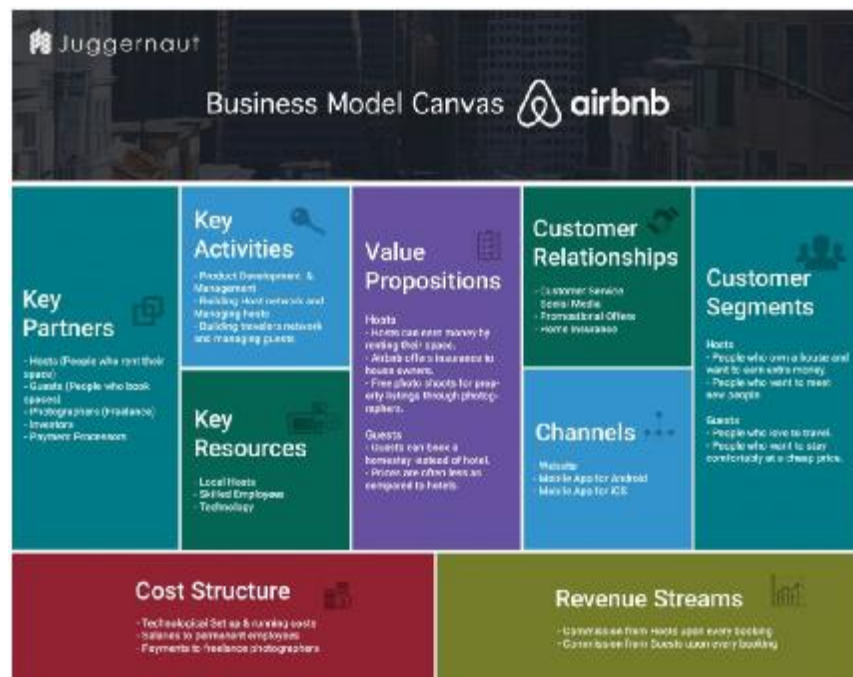 Juggernaut
Business Model Canvas airbnb
Key
Partners
- Hosts (People who rent their
space)
- Guests (People who book
spaces)
- Photographers (Freelance)
- Investors
- Payment Processors
Key
Activities
- Product Development &
Management
- Building Host network and
Managing hosts
- Building travelers network
and managing guests.
Key
Resources
- Local Hosts
- Skilled Employees
- Technology
Value
Propositions
Hosts
- Hosts can earn money by
renting their space.
- Airbnb offers insurance to
house owners.
- Free photo shoots for prop-
erty listings through photog-
raphers.
Guests
- Guests can book a
homestay instead of hotel.
- Prices are often less as
compared to hotels.
Customer
Relationships
- Customer Service
- Social Media
- Promotional Offers
- Home Insurance
Channels
- Website
- Mobile App for Android
- Mobile App for iOS
Customer
Segments
Hosts
- People who own a house and
want to earn extra money.
- People who want to meet
new people
Guests
- People who love to travel.
- People who want to stay
comfortably at a cheap price.
Cost Structure
- Technological Set up & running costs
- Salaries to permanent employees
- Payments to freelance photographers
Revenue Streams
- Commission from Hosts upon every booking
- Commission from Guests upon every booking